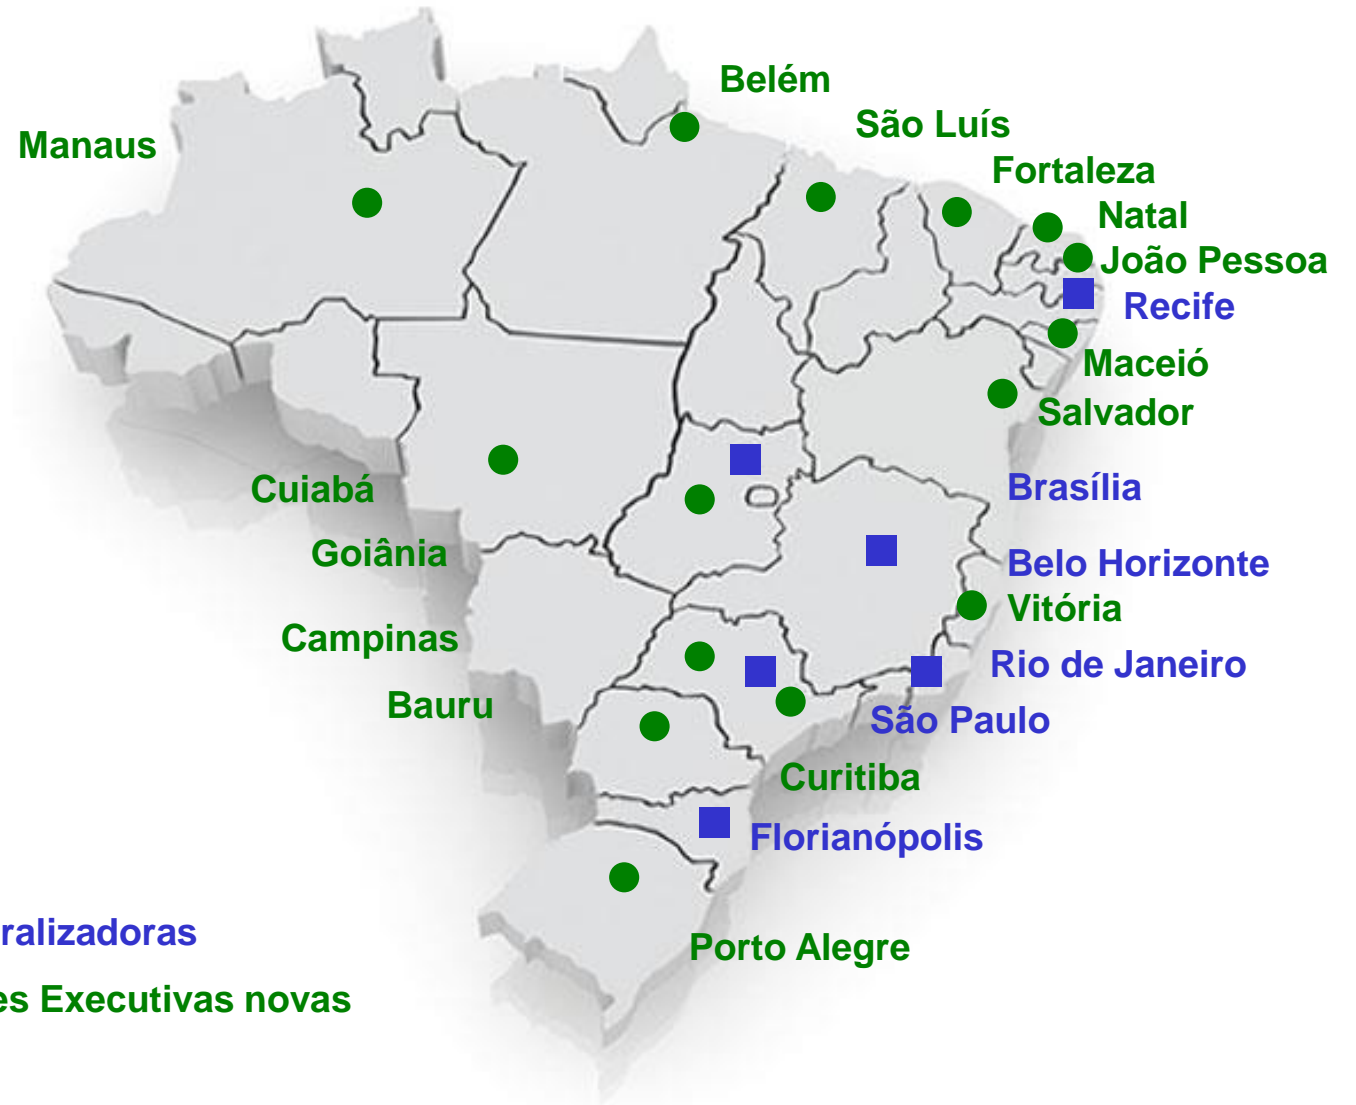 Belém
São Luís
Manaus
Fortaleza
Natal
João Pessoa
Recife
Maceió
Salvador
Cuiabá
Brasília
Goiânia
Belo Horizonte
Vitória
Campinas
Rio de Janeiro
Bauru
São Paulo
Curitiba
Florianópolis
ralizadoras
Porto Alegre
es Executivas novas